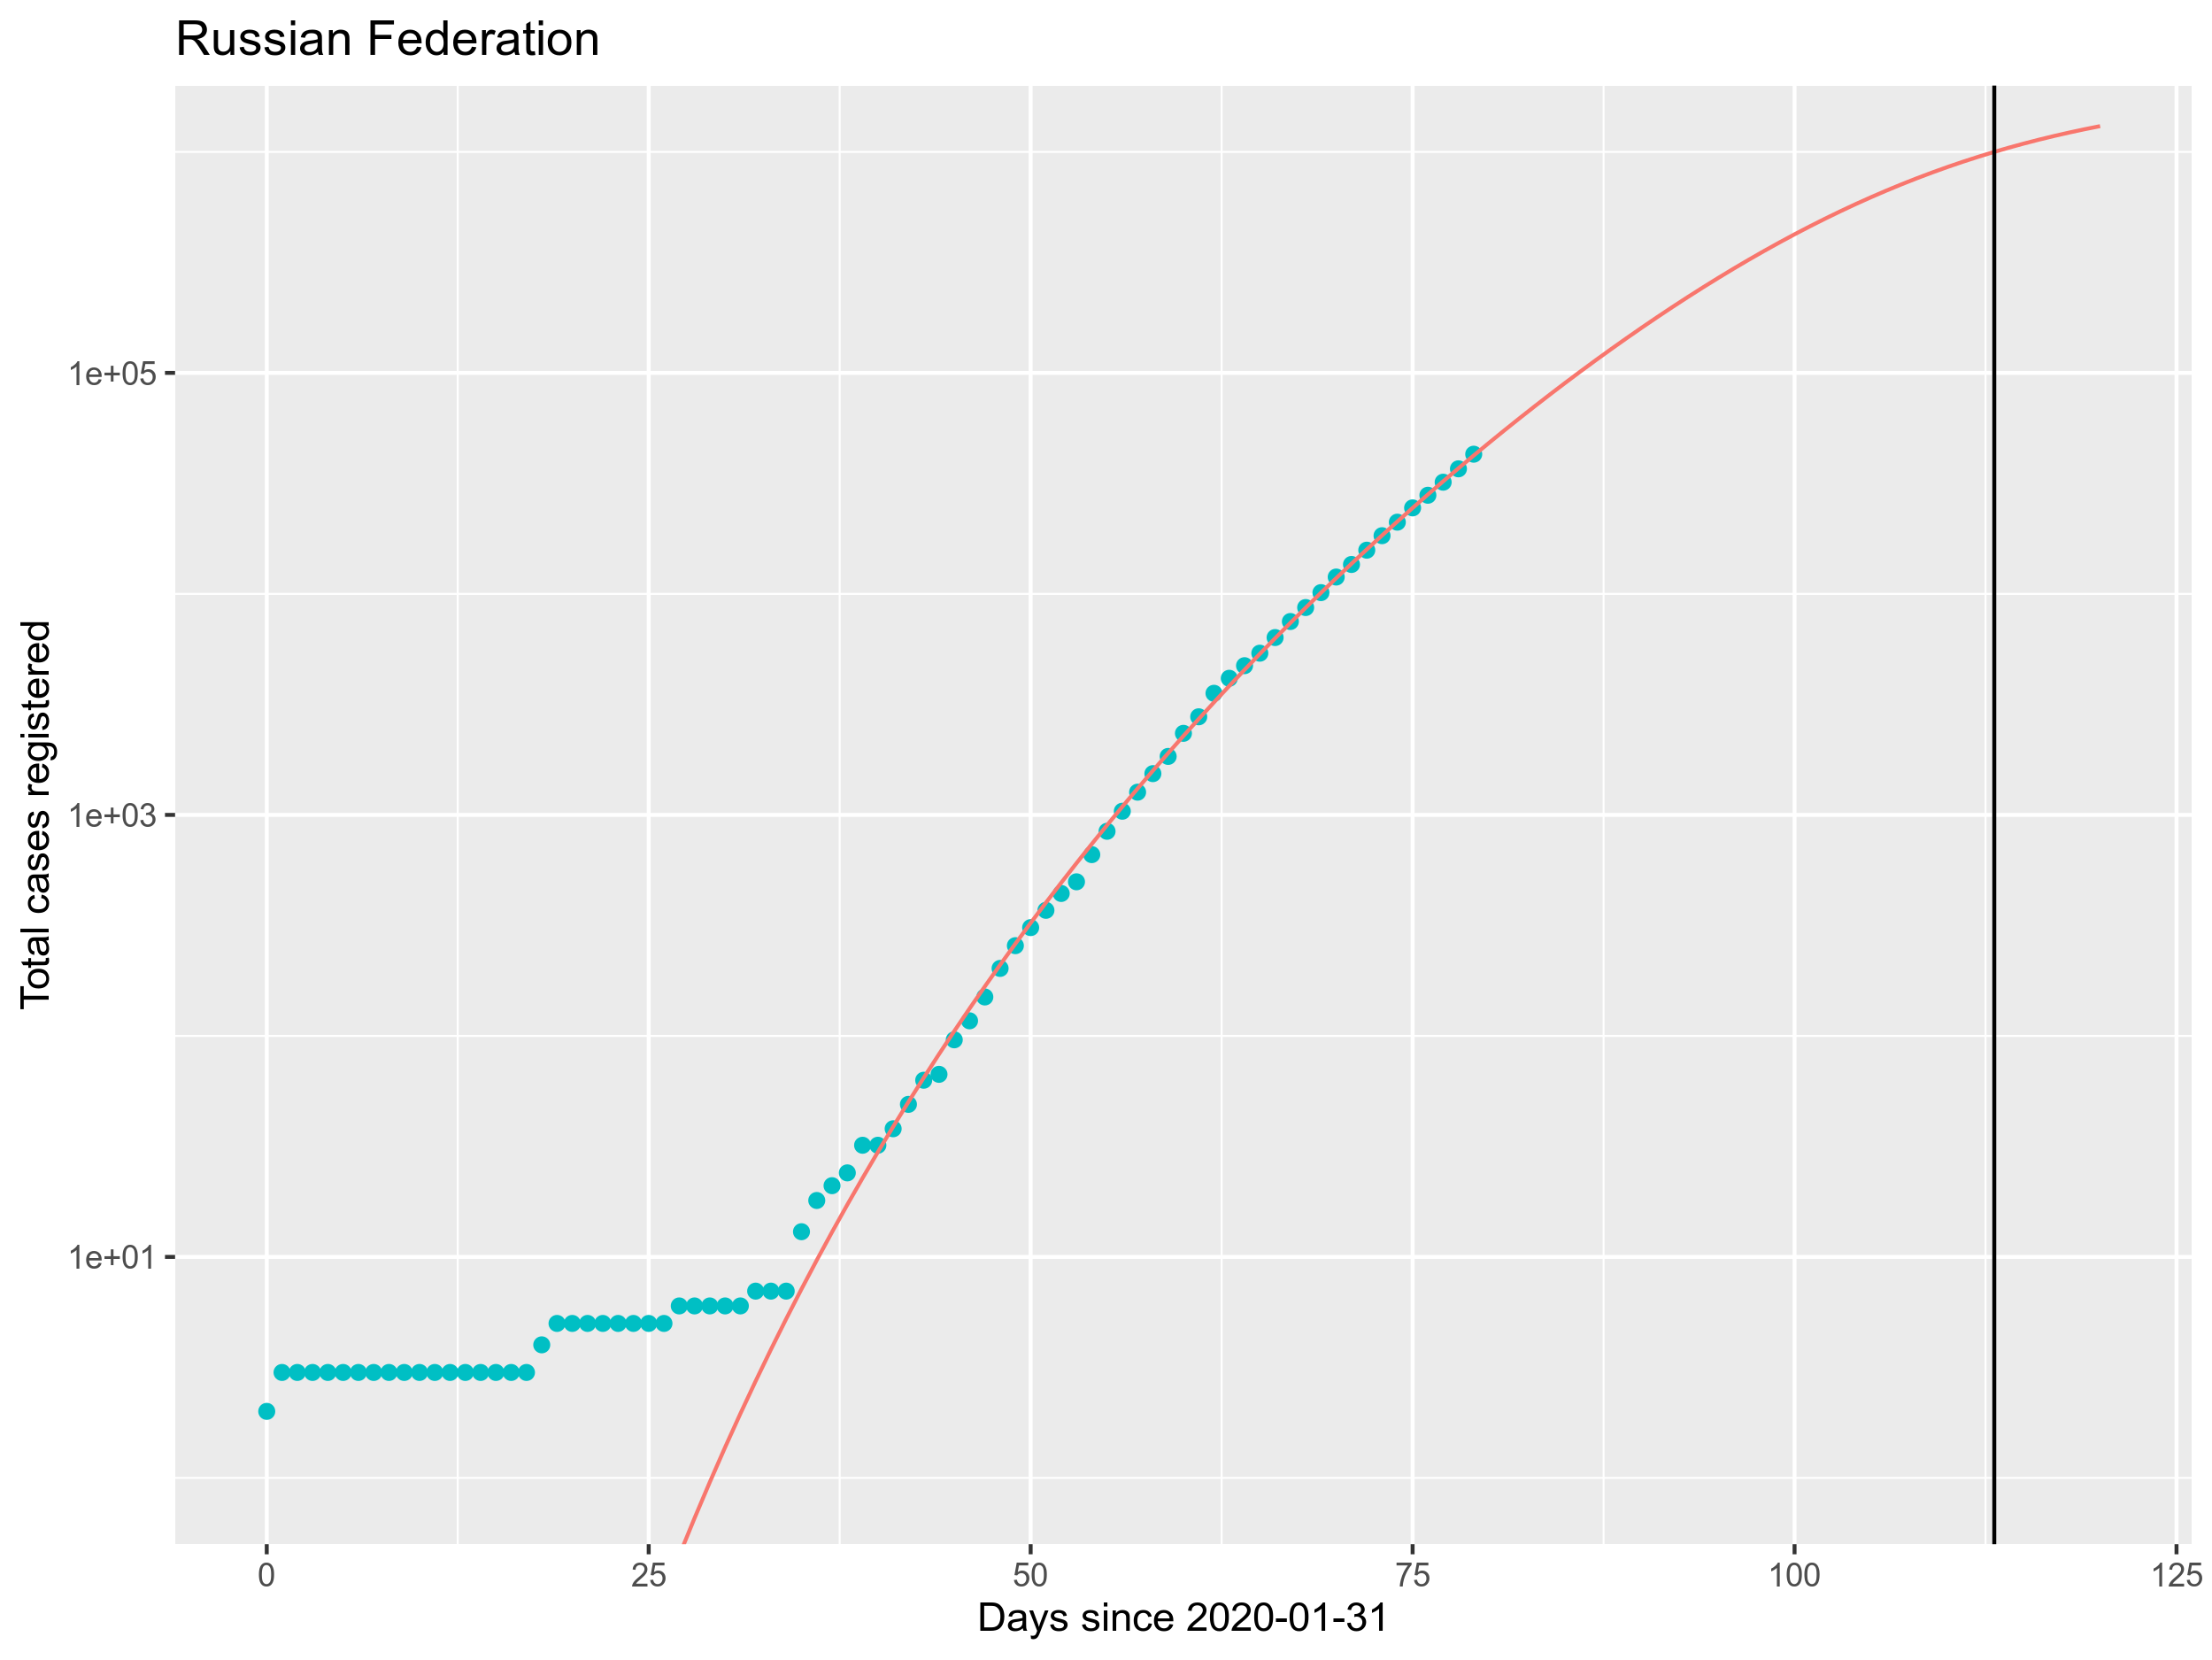 Russian Federation
Total cases registered
1e+05
1e+03
1e+01
0 25 50 75 100 125
Days since 2020-01-31